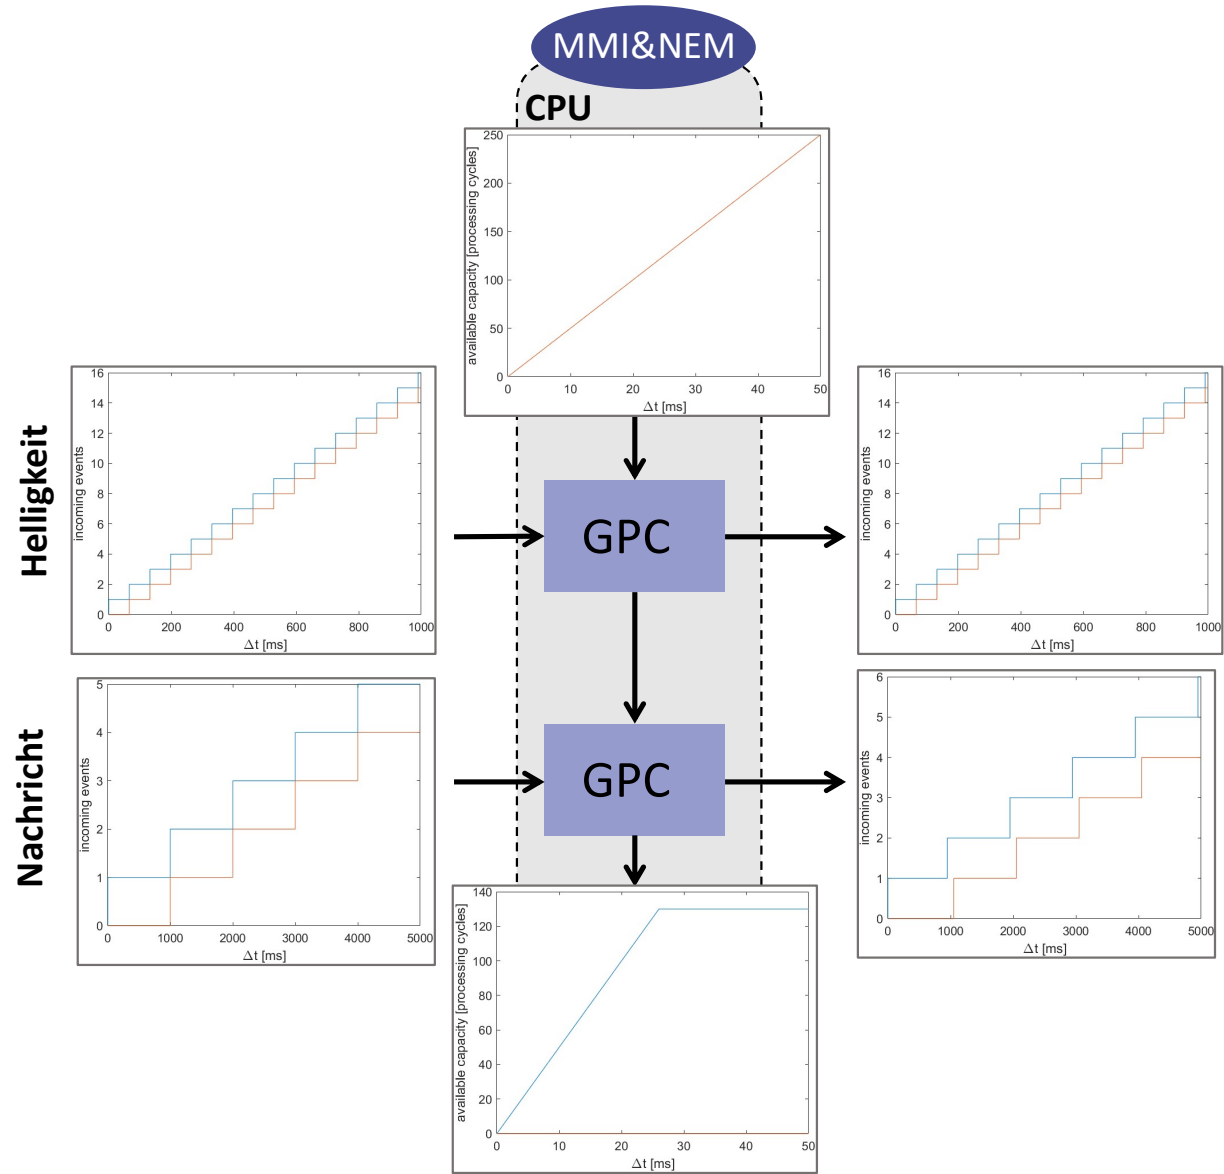 MMI&NEM
CPU
available capacity [processing cycles]
250
200
150
100
50
0
0 10 20 30 40 50
Δt [ms]
Helligkeit
incoming events
16
14
12
10
8
6
4
2
0
0 200 400 600 800 1000
Δt [ms]
GPC
incoming events
16
14
12
10
8
6
4
2
0
0 200 400 600 800 1000
Δt [ms]
Nachricht
incoming events
5
4
3
2
1
0
0 1000 2000 3000 4000 5000
Δt [ms]
GPC
incoming events
6
5
4
3
2
1
0
0 1000 2000 3000 4000 5000
Δt [ms]
available capacity [processing cycles]
140
120
100
80
60
40
20
0
0 10 20 30 40 50
Δt [ms]